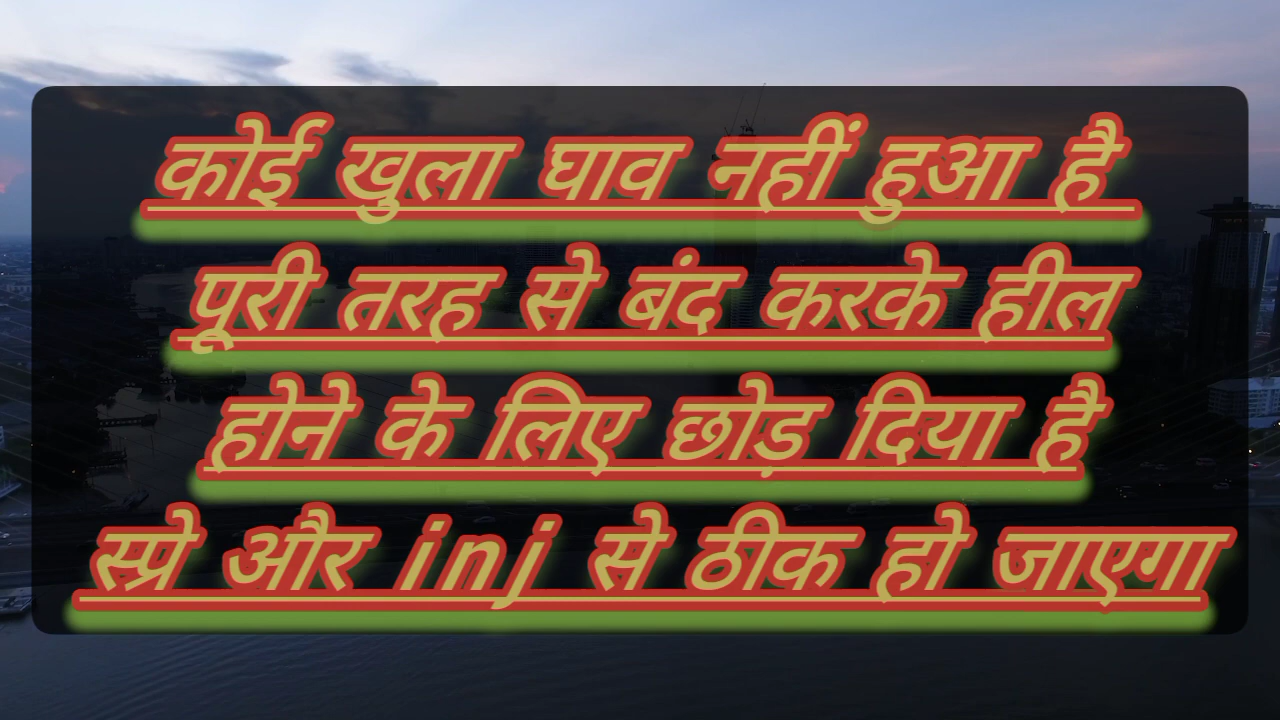 कोई खुला घाव नहीं हुआ है
पूरी तरह से बंद करके हील
होने के लिए छोड़ दिया है
स्प्रे और inj से ठीक हो जाएगा